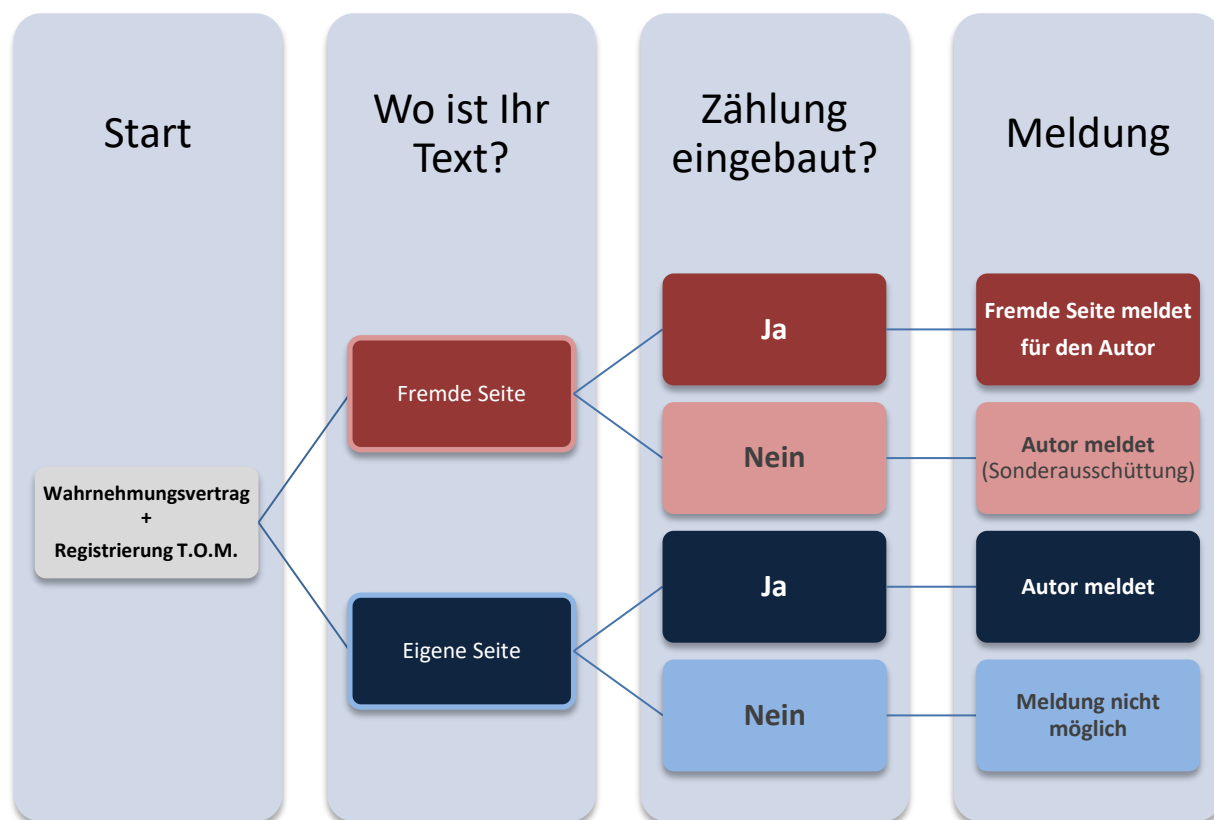 Start
Wo ist Ihr
Text?
Zählung
eingebaut?
Meldung
Wahrnehmungsvertrag
+
Registrierung T.O.M.
Fremde Seite
Ja
Fremde Seite meldet
für den Autor
Nein
Autor meldet
(Sonderausschüttung)
Eigene Seite
Ja
Autor meldet
Nein
Meldung nicht
möglich